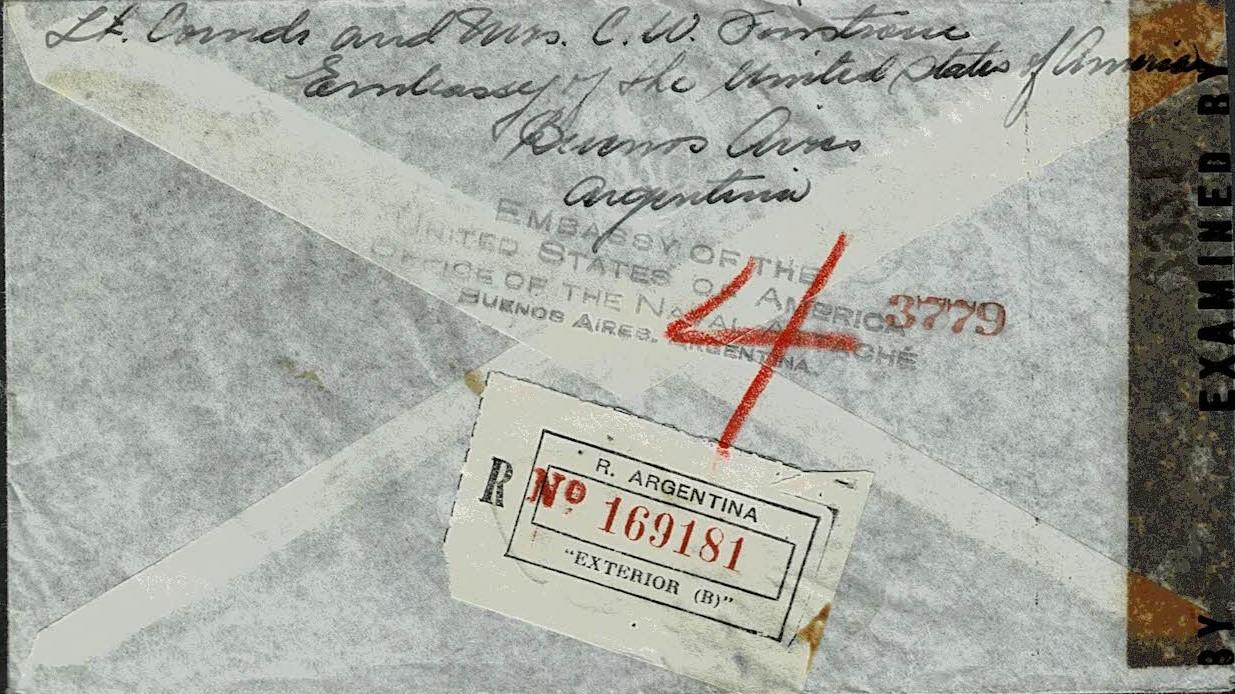 Lt. Comdr and Mrs. C. W.
Embassy of the United States of America
Buenos Aires
Argentina
EMBASSY OF THE
UNITED STATES OF AMERICA
OFFICE OF THE NAVAL ATTACHÉ
BUENOS AIRES, ARGENTINA.
4
3779
R
R. ARGENTINA
Nº 169181
"EXTERIOR (B)"
EXAMINED BY
BY